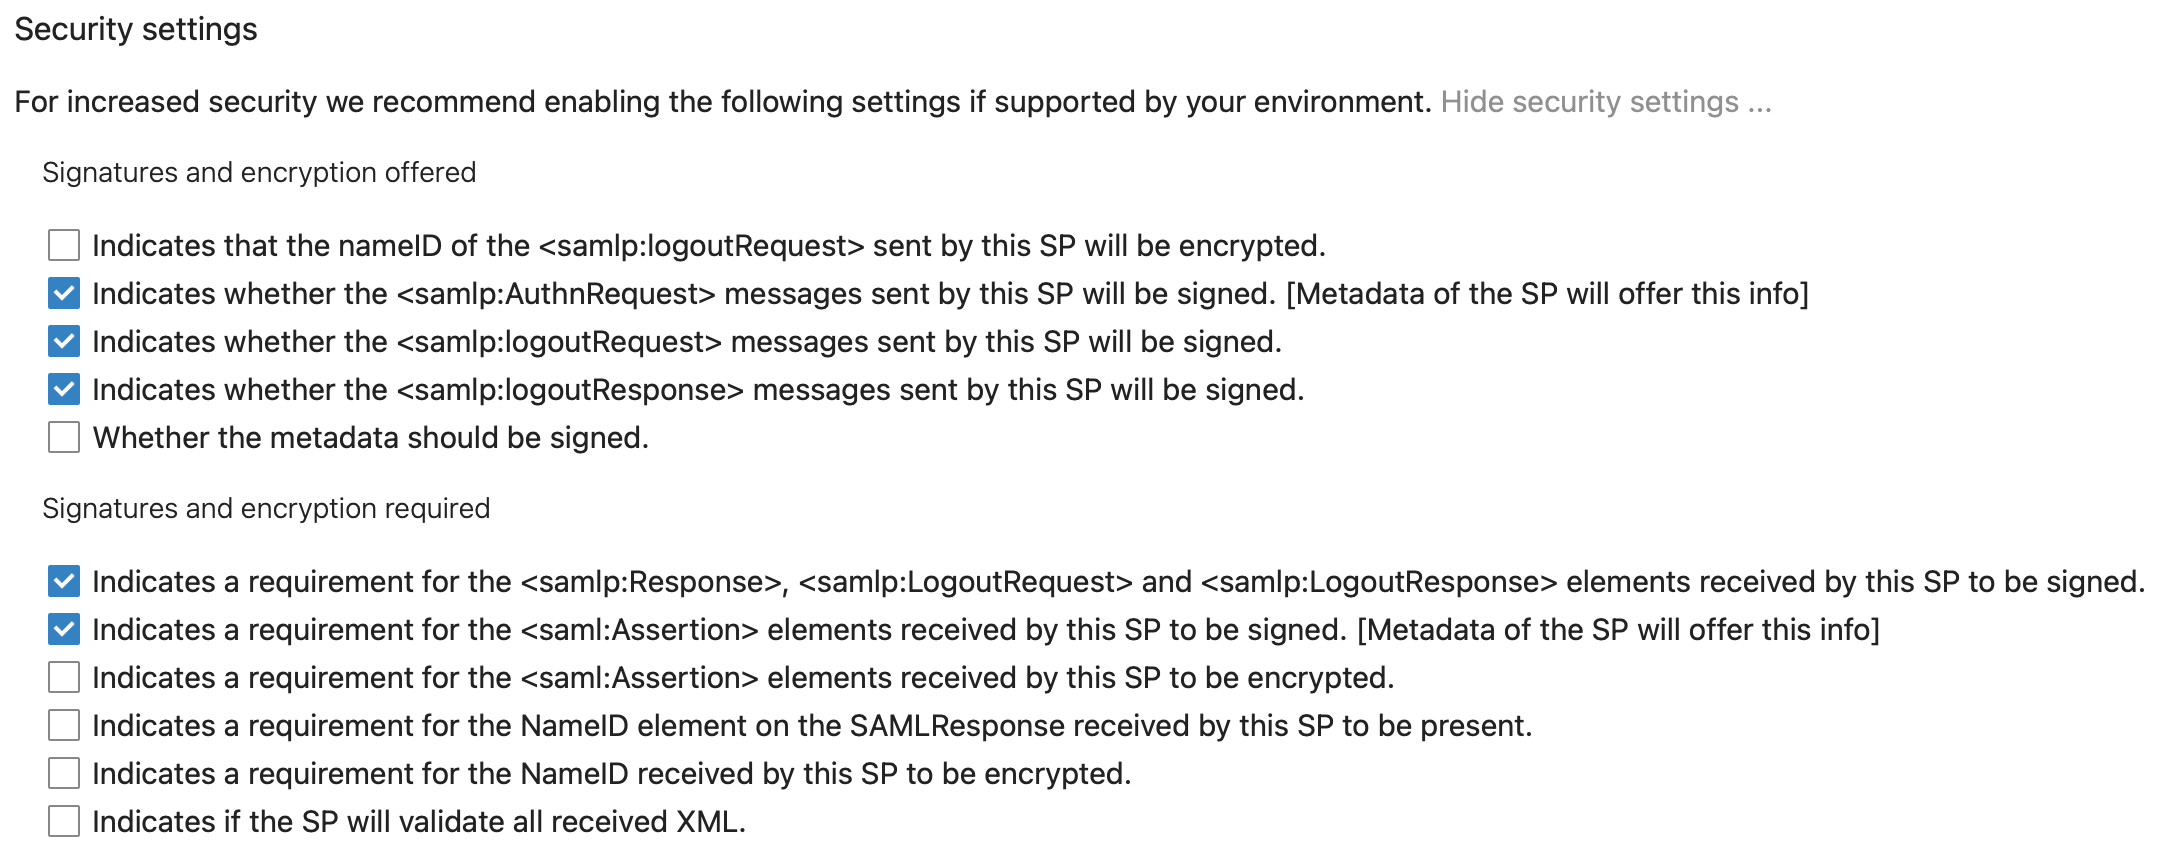 Security settings
For increased security we recommend enabling the following settings if supported by your environment. Hide security settings ...
Signatures and encryption offered
Indicates that the nameID of the <samlp:logoutRequest> sent by this SP will be encrypted.
Indicates whether the <samlp:AuthnRequest> messages sent by this SP will be signed. [Metadata of the SP will offer this info]
Indicates whether the <samlp:logoutRequest> messages sent by this SP will be signed.
Indicates whether the <samlp:logoutResponse> messages sent by this SP will be signed.
Whether the metadata should be signed.
Signatures and encryption required
Indicates a requirement for the <samlp:Response>, <samlp:LogoutRequest> and <samlp:LogoutResponse> elements received by this SP to be signed.
Indicates a requirement for the <saml:Assertion> elements received by this SP to be signed. [Metadata of the SP will offer this info]
Indicates a requirement for the <saml:Assertion> elements received by this SP to be encrypted.
Indicates a requirement for the NameID element on the SAMLResponse received by this SP to be present.
Indicates a requirement for the NameID received by this SP to be encrypted.
Indicates if the SP will validate all received XML.